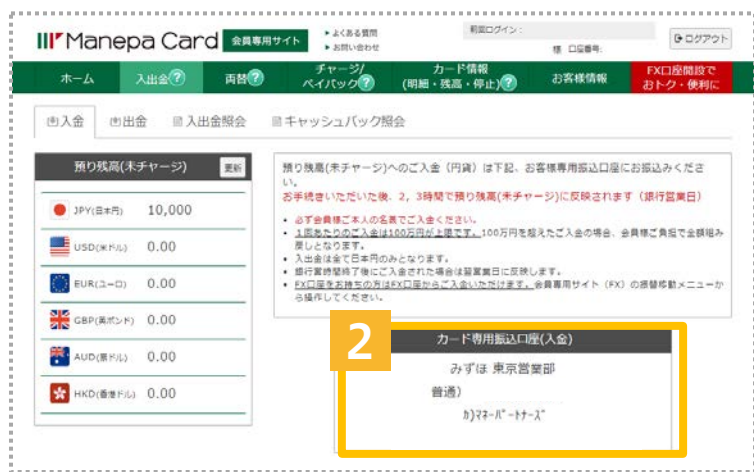 Manepa Card 会員専用サイト
よくある質問
お問い合わせ
前回ログイン:
様 口座番号:
ログアウト
ホーム
入出金?
両替?
チャージ/
ペイバック?
カード情報
(明細・残高・停止)?
お客様情報
FX口座開設で
おトク・便利に
入金 出金 入出金照会 キャッシュバック照会
預り残高(未チャージ) 更新
JPY(日本円) 10,000
USD(米ドル) 0.00
EUR(ユーロ) 0.00
GBP(英ポンド) 0.00
AUD(豪ドル) 0.00
HKD(香港ドル) 0.00
預り残高(未チャージ)へのご入金(円貨)は下記、お客様専用振込口座にお振込みくださ
い。
お手続きいただいた後、2,3時間で預り残高(未チャージ)に反映されます(銀行営業日)
・必ず会員様ご本人の名義でご入金ください。
・1回あたりのご入金は100万円が上限です。100万円を超えたご入金の場合、会員様ご負担で全額組み
戻しとなります。
・入出金は全て日本円のみとなります。
・銀行営業時間終了後にご入金された場合は翌営業日に反映します。
・FX口座をお持ちの方はFX口座からご入金いただけます。会員専用サイト(FX)の振替移動メニューか
ら操作してください。
2
カード専用振込口座(入金)
みずほ 東京営業部
普通)
カ)マネーパートナーズ